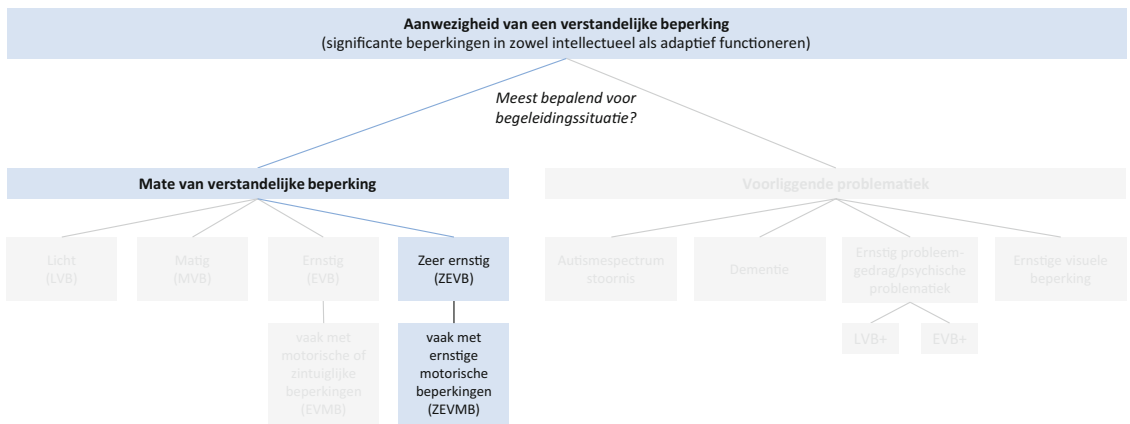 Aanwezigheid van een verstandelijke beperking
(significante beperkingen in zowel intellectueel als adaptief functioneren)
Meest bepalend voor
begeleidingssituatie?
Mate van verstandelijke beperking
Voorliggende problematiek
Licht
(LVB)
Matig
(MVB)
Ernstig
(EVB)
Zeer ernstig
(ZEVB)
Autismespectrum
stoornis
Dementie
Ernstig probleem-
gedrag/psychische
problematiek
Ernstige visuele
beperking
vaak met
motorische of
zintuiglijke
beperkingen
(EVMB)
vaak met
ernstige
motorische
beperkingen
(ZEVMB)
LVB+
EVB+